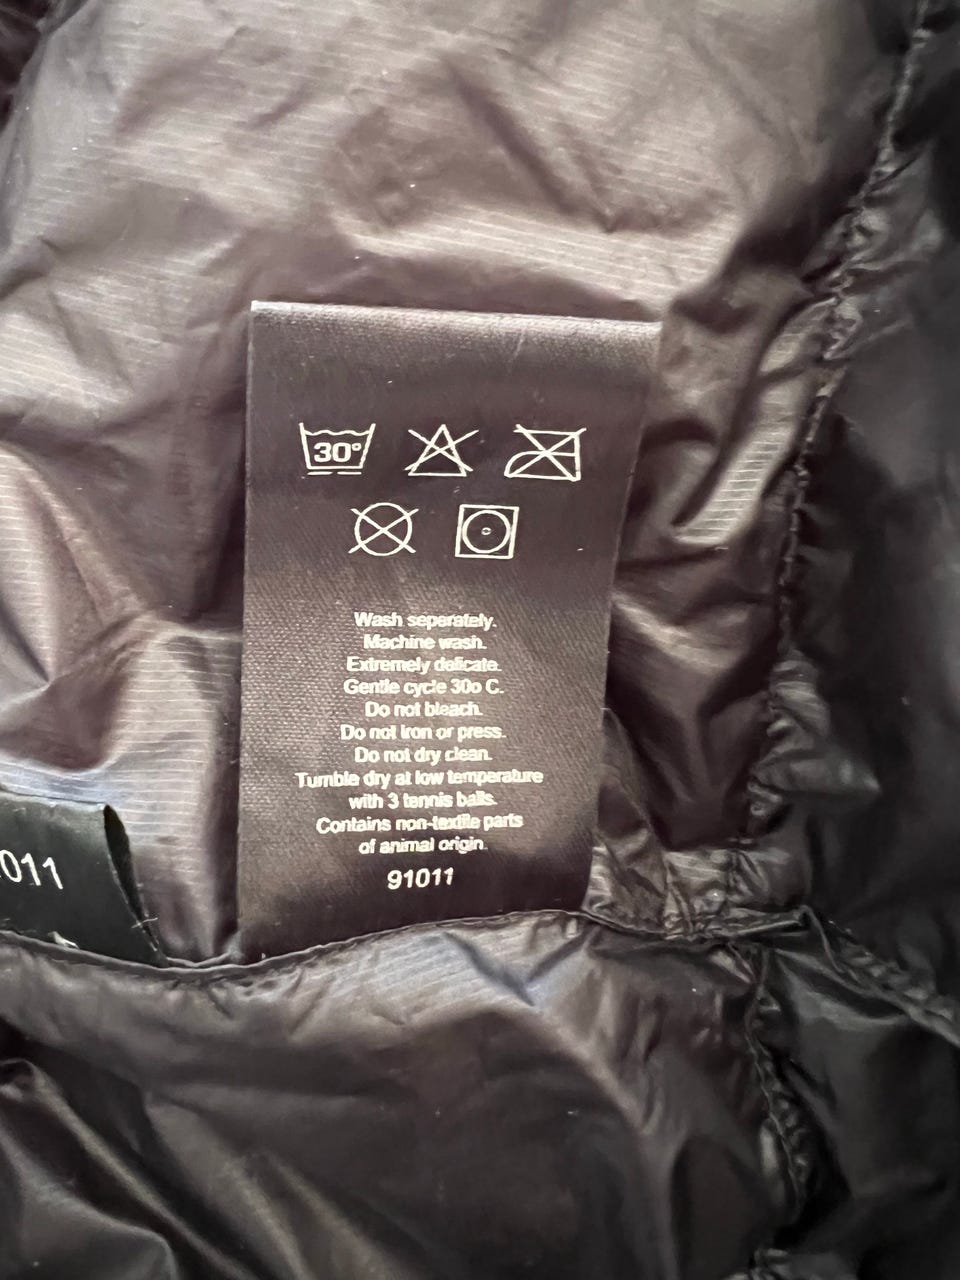 30°
Wash seperately.
Machine wash.
Extremely delicate.
Gentle cycle 30o C.
Do not bleach.
Do not iron or press.
Do not dry clean.
Tumble dry at low temperature
with 3 tennis balls.
Contains non-textile parts
of animal origin.
91011
1011